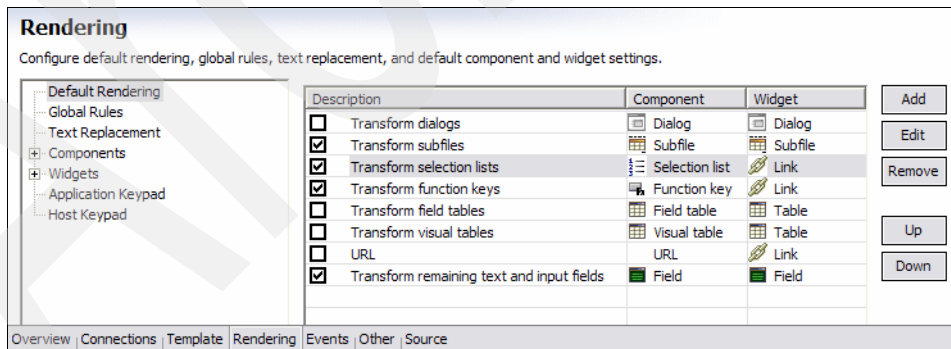 Rendering
Configure default rendering, global rules, text replacement, and default component and widget settings.
Default Rendering
Global Rules
Text Replacement
Components
Widgets
Application Keypad
Host Keypad
Description Component Widget
Transform dialogs Dialog Dialog
Transform subfiles Subfile Subfile
Transform selection lists Selection list Link
Transform function keys Function key Link
Transform field tables Field table Table
Transform visual tables Visual table Table
URL URL Link
Transform remaining text and input fields Field Field
Add
Edit
Remove
Up
Down
Overview Connections Template Rendering Events Other Source